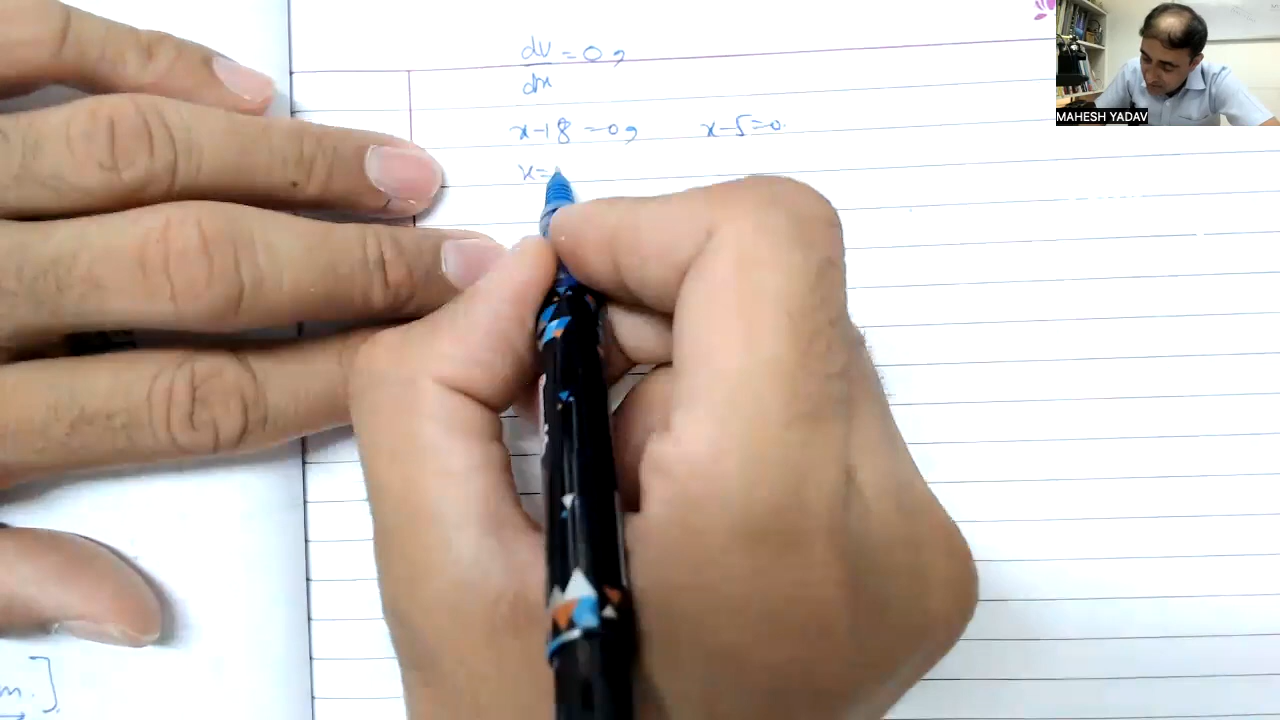 dv/dx = 0,
x-18 = 0, x-5=0.
x=
m.]
MAHESH YADAV